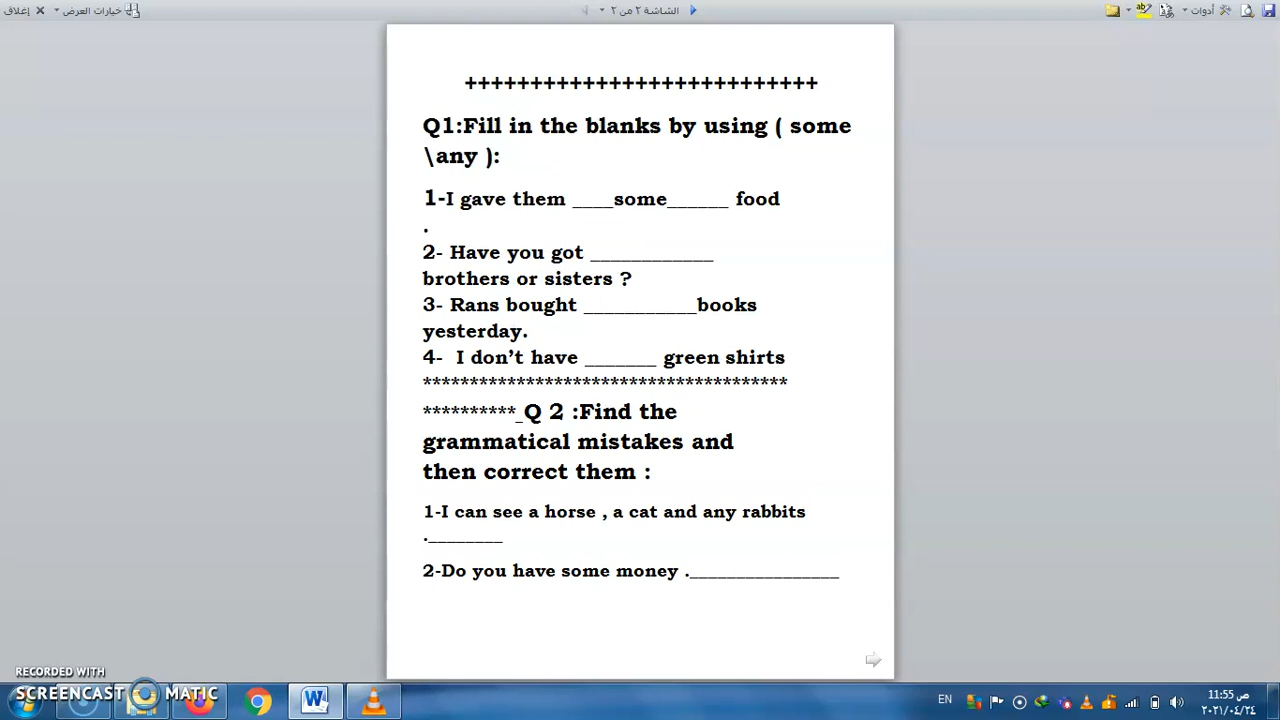 إغلاق
خيارات العرض
الشاشة ٢ من ٢
أدوات
++++++++++++++++++++++++++++
Q1:Fill in the blanks by using ( some
\any ):
1-I gave them ____some______ food
.
2- Have you got ____________
brothers or sisters ?
3- Rans bought ___________books
yesterday.
4-  I don’t have _______ green shirts
***************************************
**********_Q 2 :Find the
grammatical mistakes and
then correct them :
1-I can see a horse , a cat and any rabbits
.________
2-Do you have some money .________________
RECORDED WITH
SCREENCAST MATIC
EN
11:55 ص
٢٠٢١/٠٤/٢٤